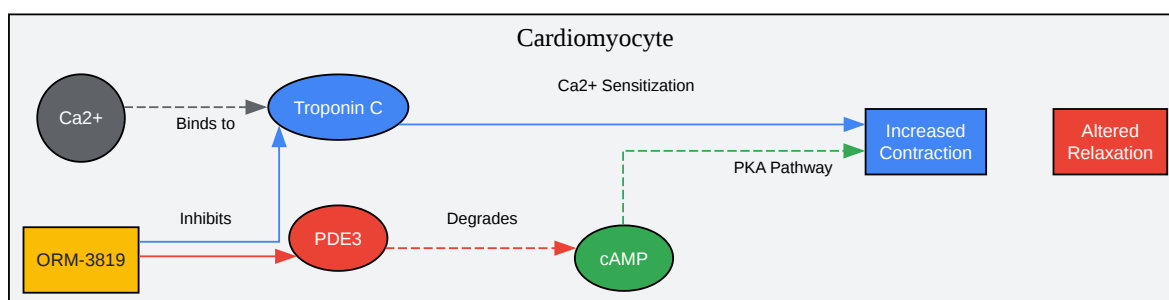 Cardiomyocyte
Ca2+ Sensitization
Ca2+
Binds to
Troponin C
Increased
Contraction
Altered
Relaxation
PKA Pathway
Inhibits
Degrades
ORM-3819
PDE3
cAMP